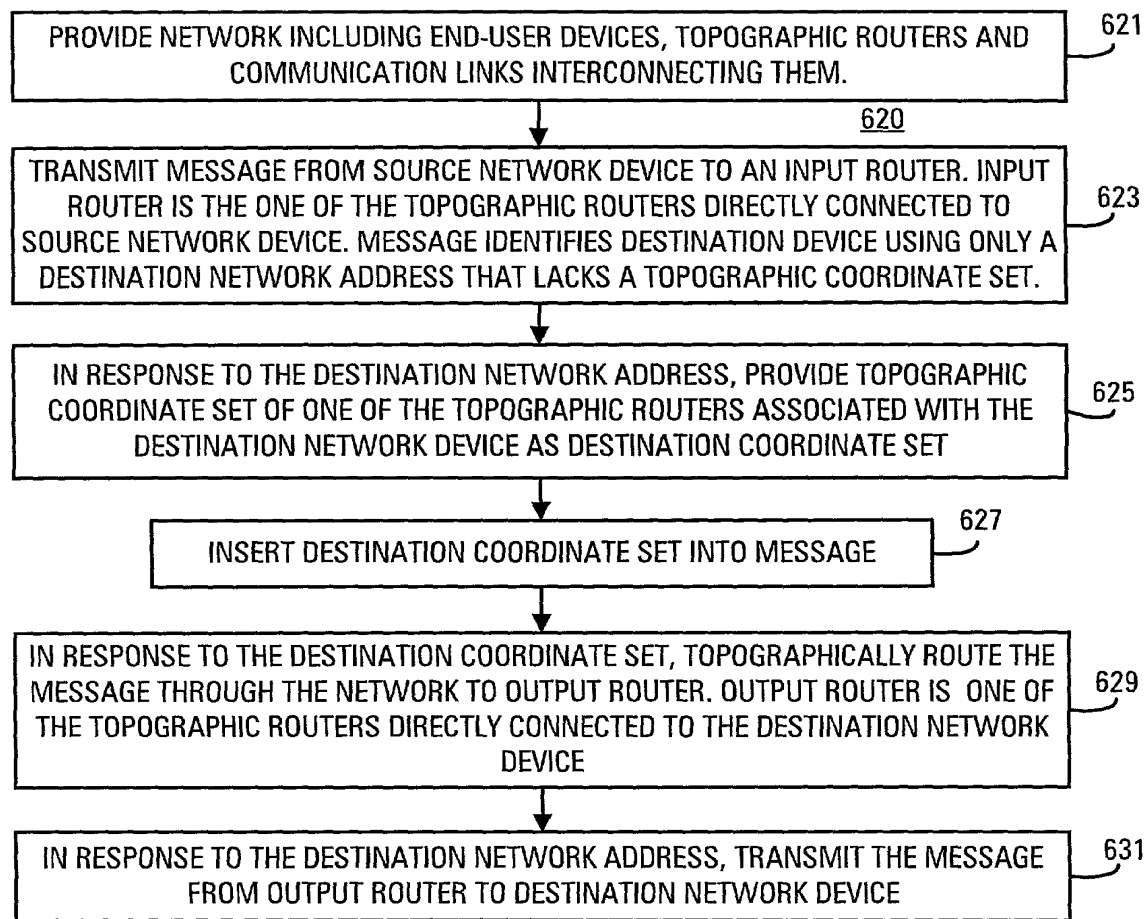 PROVIDE NETWORK INCLUDING END-USER DEVICES, TOPOGRAPHIC ROUTERS AND
COMMUNICATION LINKS INTERCONNECTING THEM.
621
620
TRANSMIT MESSAGE FROM SOURCE NETWORK DEVICE TO AN INPUT ROUTER. INPUT
ROUTER IS THE ONE OF THE TOPOGRAPHIC ROUTERS DIRECTLY CONNECTED TO
SOURCE NETWORK DEVICE. MESSAGE IDENTIFIES DESTINATION DEVICE USING ONLY A
DESTINATION NETWORK ADDRESS THAT LACKS A TOPOGRAPHIC COORDINATE SET.
623
IN RESPONSE TO THE DESTINATION NETWORK ADDRESS, PROVIDE TOPOGRAPHIC
COORDINATE SET OF ONE OF THE TOPOGRAPHIC ROUTERS ASSOCIATED WITH THE
DESTINATION NETWORK DEVICE AS DESTINATION COORDINATE SET
625
INSERT DESTINATION COORDINATE SET INTO MESSAGE
627
IN RESPONSE TO THE DESTINATION COORDINATE SET, TOPOGRAPHICALLY ROUTE THE
MESSAGE THROUGH THE NETWORK TO OUTPUT ROUTER. OUTPUT ROUTER IS ONE OF
THE TOPOGRAPHIC ROUTERS DIRECTLY CONNECTED TO THE DESTINATION NETWORK
DEVICE
629
IN RESPONSE TO THE DESTINATION NETWORK ADDRESS, TRANSMIT THE MESSAGE
FROM OUTPUT ROUTER TO DESTINATION NETWORK DEVICE
631